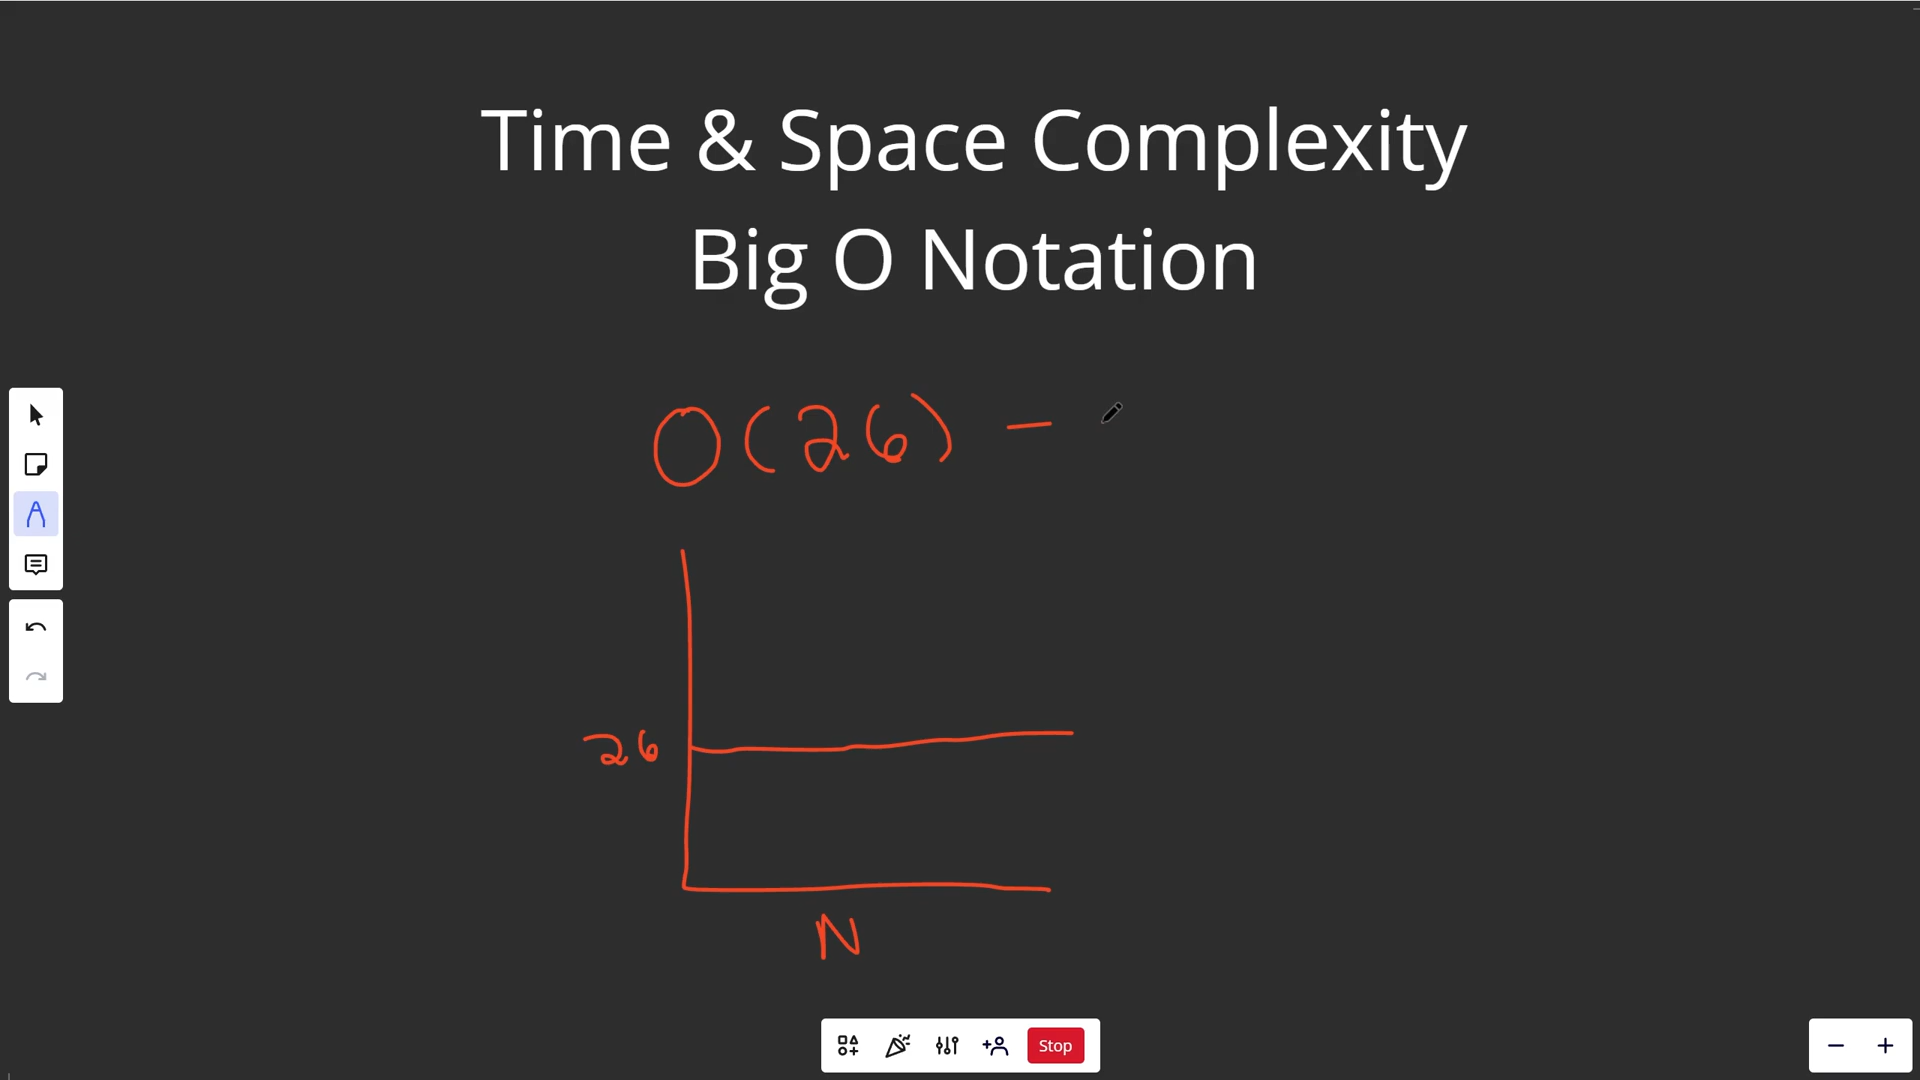 Time & Space Complexity
Big O Notation
O(26) —
26
N
Stop